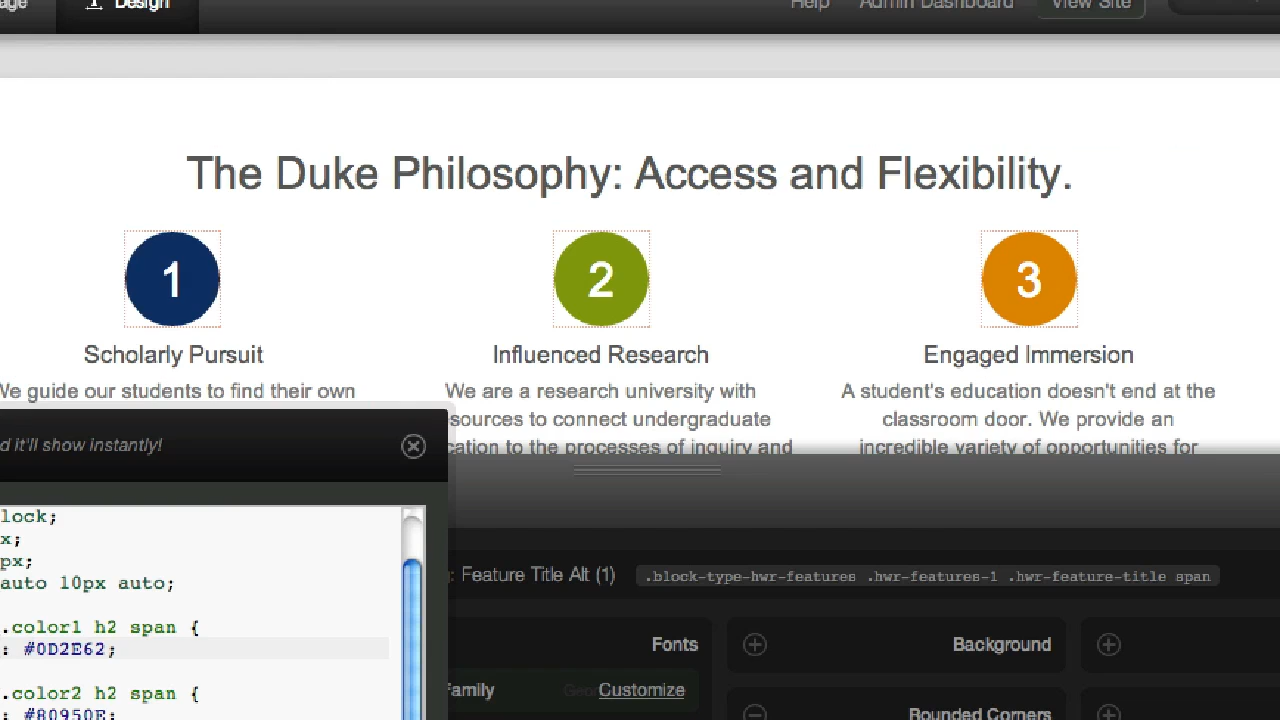 age Design Help Admin Dashboard View Site
The Duke Philosophy: Access and Flexibility.
1 2 3
Scholarly Pursuit Influenced Research Engaged Immersion
We guide our students to find their own We are a research university with A student's education doesn't end at the
sources to connect undergraduate classroom door. We provide an
cation to the processes of inquiry and incredible variety of opportunities for
d it'll show instantly!
lock;
x;
px;
auto 10px auto;
: Feature Title Alt (1) .block-type-hwr-features .hwr-features-1 .hwr-feature-title span
.color1 h2 span {
: #0D2E62;
Fonts Background
.color2 h2 span {
: #80950E;
Family Customize
Rounded Corners